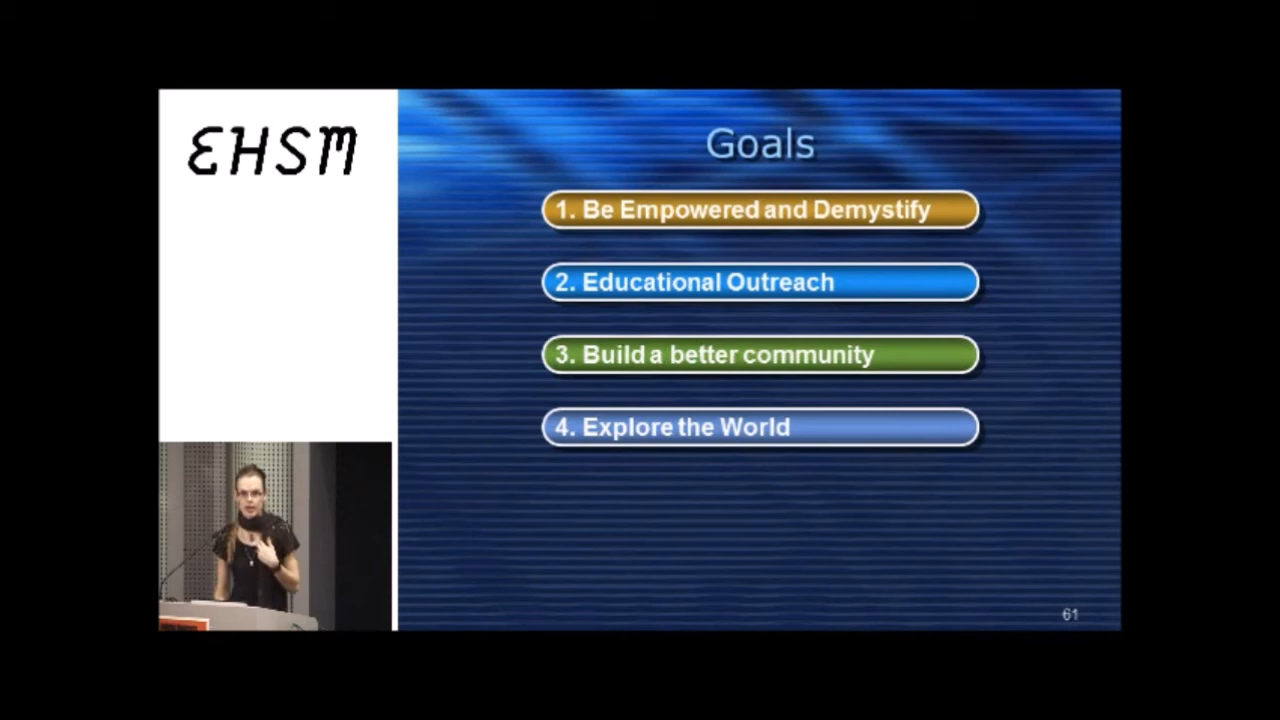 EHSM
Goals
1. Be Empowered and Demystify
2. Educational Outreach
3. Build a better community
4. Explore the World
61